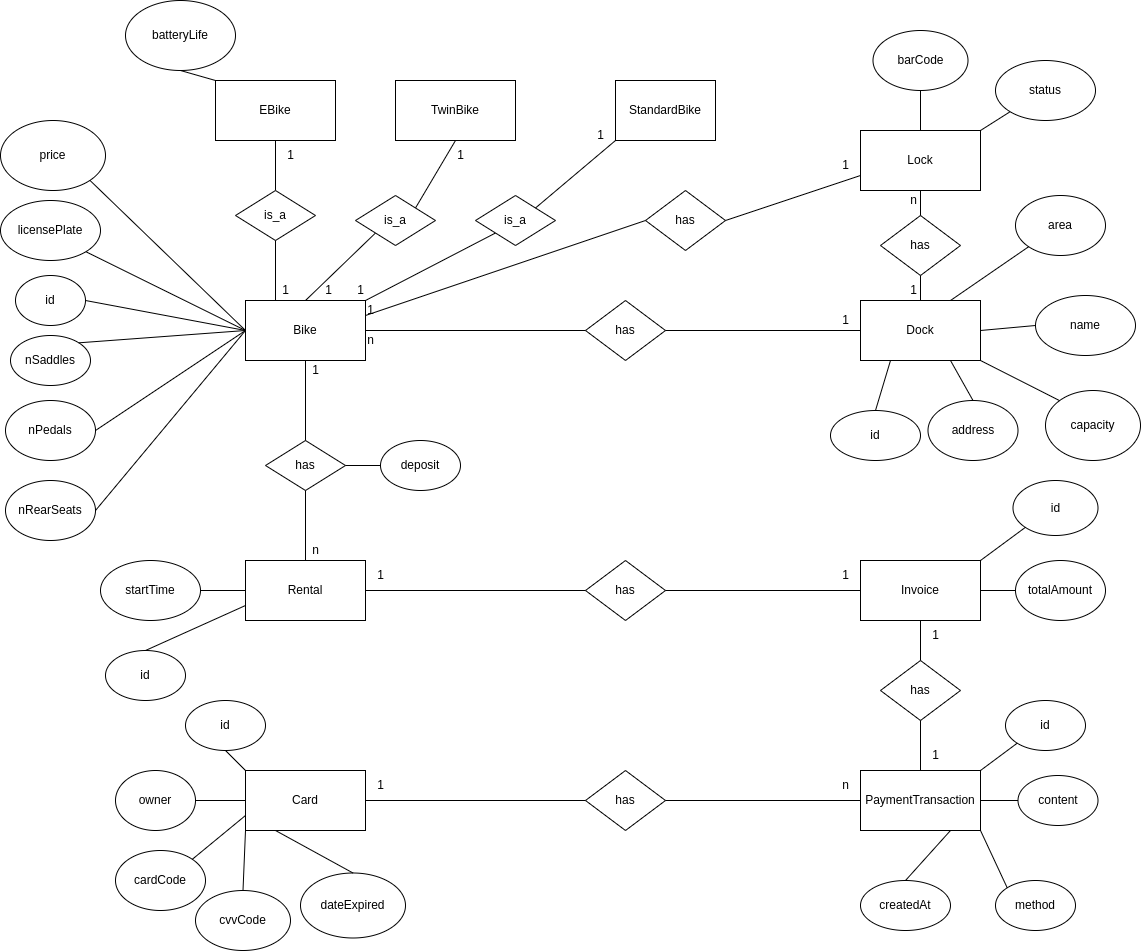 batteryLife
barCode
status
EBike
TwinBike
StandardBike
price
1
1
1
1
Lock
licensePlate
is_a
is_a
is_a
has
n
area
has
id
1
1
1
1
1
1
name
nSaddles
Bike
n
has
Dock
nPedals
1
id
address
capacity
has
deposit
nRearSeats
id
n
startTime
Rental
1
has
1
Invoice
totalAmount
id
1
has
id
id
1
owner
Card
1
has
n
PaymentTransaction
content
cardCode
cvvCode
dateExpired
createdAt
method